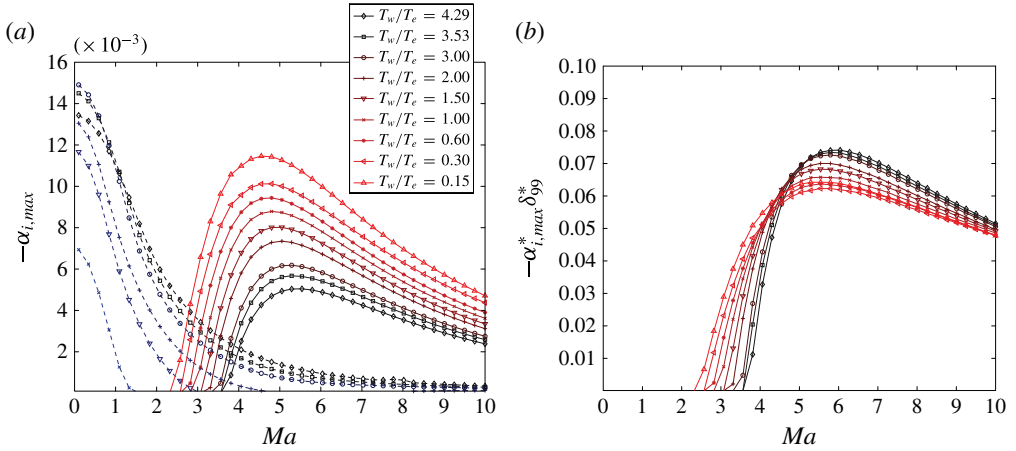 (a)
(×10⁻³)
16
14
12
10
8
6
4
2
−α_{i,max}
0 1 2 3 4 5 6 7 8 9 10
Ma
T_w/T_e = 4.29
T_w/T_e = 3.53
T_w/T_e = 3.00
T_w/T_e = 2.00
T_w/T_e = 1.50
T_w/T_e = 1.00
T_w/T_e = 0.60
T_w/T_e = 0.30
T_w/T_e = 0.15
(b)
0.10
0.09
0.08
0.07
0.06
0.05
0.04
0.03
0.02
0.01
−α*_{i,max} δ*_{99}
0 1 2 3 4 5 6 7 8 9 10
Ma